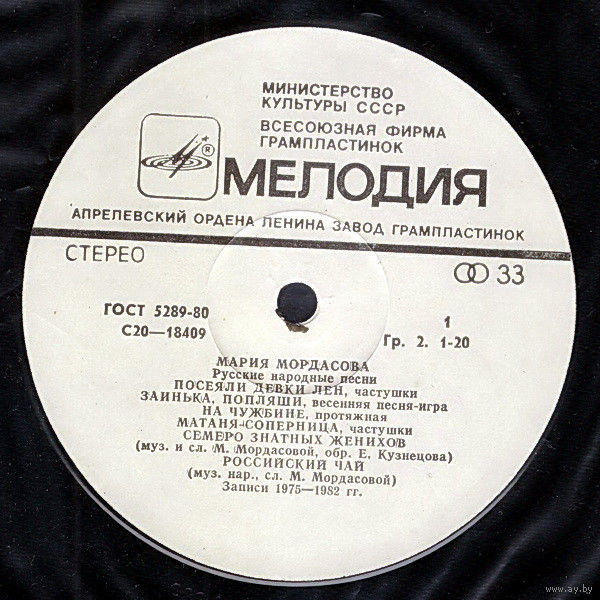 МИНИСТЕРСТВО
КУЛЬТУРЫ СССР
ВСЕСОЮЗНАЯ ФИРМА
ГРАМПЛАСТИНОК
®
МЕЛОДИЯ
АПРЕЛЕВСКИЙ ОРДЕНА ЛЕНИНА ЗАВОД ГРАМПЛАСТИНОК
СТЕРЕО
33
ГОСТ 5289-80
С20—18409
1
Гр. 2. 1-20
МАРИЯ МОРДАСОВА
Русские народные песни
ПОСЕЯЛИ ДЕВКИ ЛЕН, частушки
ЗАИНЬКА, ПОПЛЯШИ, весенняя песня-игра
НА ЧУЖБИНЕ, протяжная
МАТАНЯ-СОПЕРНИЦА, частушки
СЕМЕРО ЗНАТНЫХ ЖЕНИХОВ
(муз. и сл. М. Мордасовой, обр. Е. Кузнецова)
РОССИЙСКИЙ ЧАЙ
(муз. нар., сл. М. Мордасовой)
Записи 1975—1982 гг.
www.ay.by